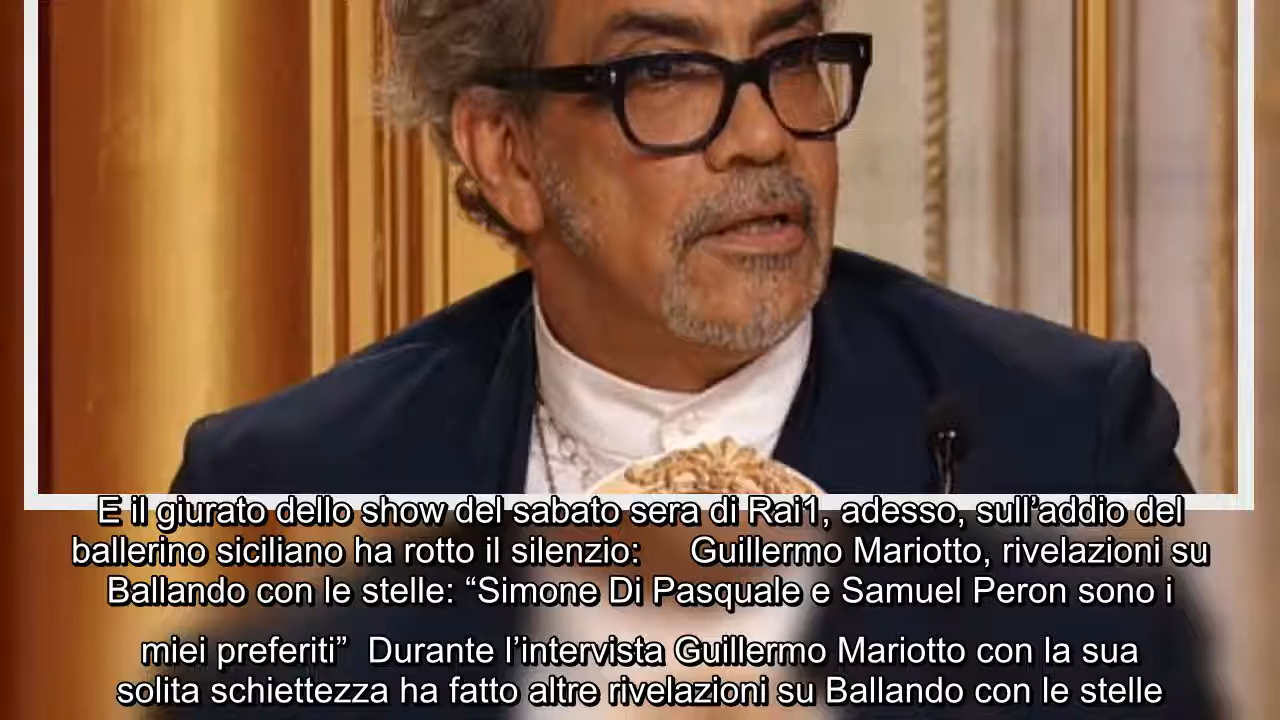 E il giurato dello show del sabato sera di Rai1, adesso, sull’addio del
ballerino siciliano ha rotto il silenzio: Guillermo Mariotto, rivelazioni su
Ballando con le stelle: “Simone Di Pasquale e Samuel Peron sono i
miei preferiti” Durante l’intervista Guillermo Mariotto con la sua
solita schiettezza ha fatto altre rivelazioni su Ballando con le stelle